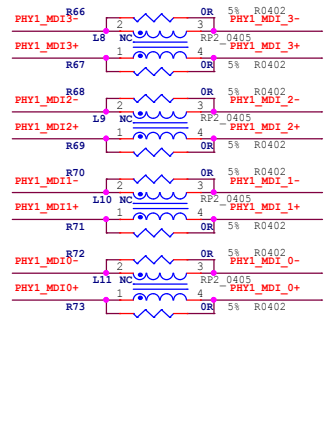 R66 0R 5% R0402
PHY1_MDI3- 2 3 PHY1_MDI_3-
L8 NC RP2_0405
PHY1_MDI3+ 1 4 PHY1_MDI_3+
R67 0R 5% R0402
R68 0R 5% R0402
PHY1_MDI2- 2 3 PHY1_MDI_2-
L9 NC RP2_0405
PHY1_MDI2+ 1 4 PHY1_MDI_2+
R69 0R 5% R0402
R70 0R 5% R0402
PHY1_MDI1- 2 3 PHY1_MDI_1-
L10 NC RP2_0405
PHY1_MDI1+ 1 4 PHY1_MDI_1+
R71 0R 5% R0402
R72 0R 5% R0402
PHY1_MDI0- 2 3 PHY1_MDI_0-
L11 NC RP2_0405
PHY1_MDI0+ 1 4 PHY1_MDI_0+
R73 0R 5% R0402